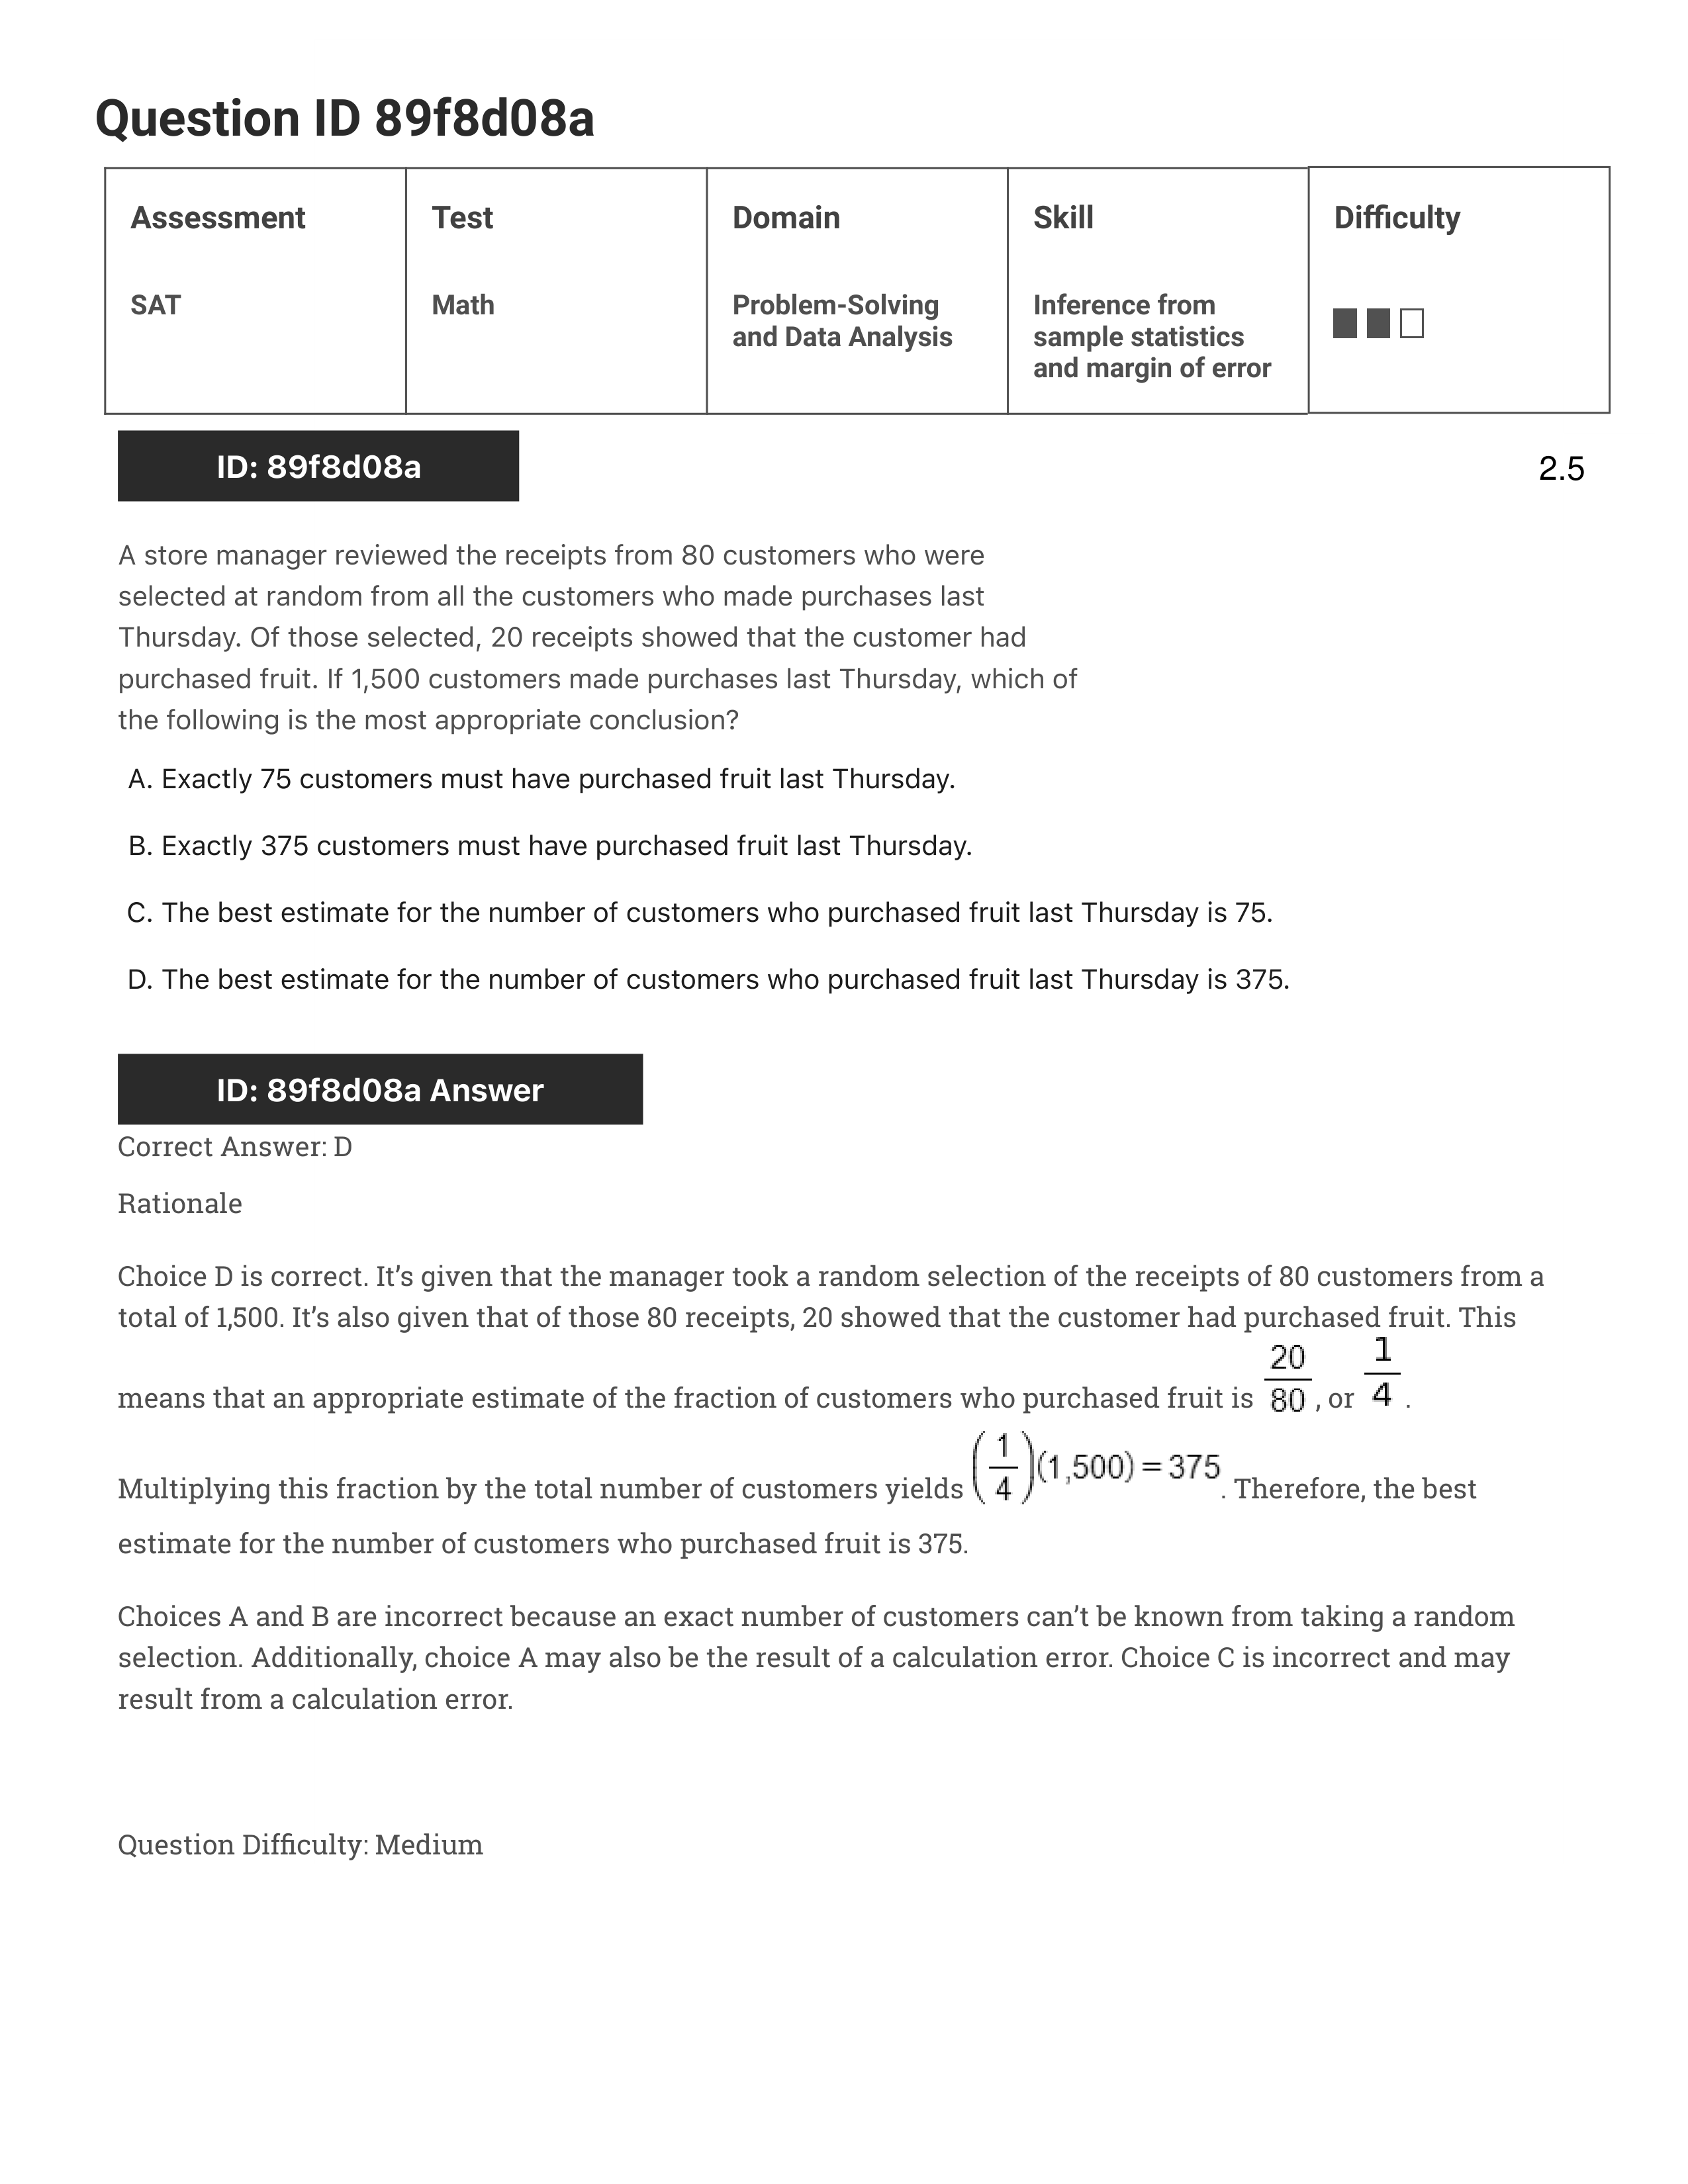 Question ID 89f8d08a
Assessment
Test
Domain
Skill
Difficulty
SAT
Math
Problem-Solving
and Data Analysis
Inference from
sample statistics
and margin of error
ID: 89f8d08a
2.5
A store manager reviewed the receipts from 80 customers who were
selected at random from all the customers who made purchases last
Thursday. Of those selected, 20 receipts showed that the customer had
purchased fruit. If 1,500 customers made purchases last Thursday, which of
the following is the most appropriate conclusion?
A. Exactly 75 customers must have purchased fruit last Thursday.
B. Exactly 375 customers must have purchased fruit last Thursday.
C. The best estimate for the number of customers who purchased fruit last Thursday is 75.
D. The best estimate for the number of customers who purchased fruit last Thursday is 375.
ID: 89f8d08a Answer
Correct Answer: D
Rationale
Choice D is correct. It’s given that the manager took a random selection of the receipts of 80 customers from a
total of 1,500. It’s also given that of those 80 receipts, 20 showed that the customer had purchased fruit. This
means that an appropriate estimate of the fraction of customers who purchased fruit is 20/80 , or 1/4 .
Multiplying this fraction by the total number of customers yields (1/4)(1,500) = 375 . Therefore, the best
estimate for the number of customers who purchased fruit is 375.
Choices A and B are incorrect because an exact number of customers can’t be known from taking a random
selection. Additionally, choice A may also be the result of a calculation error. Choice C is incorrect and may
result from a calculation error.
Question Difficulty: Medium